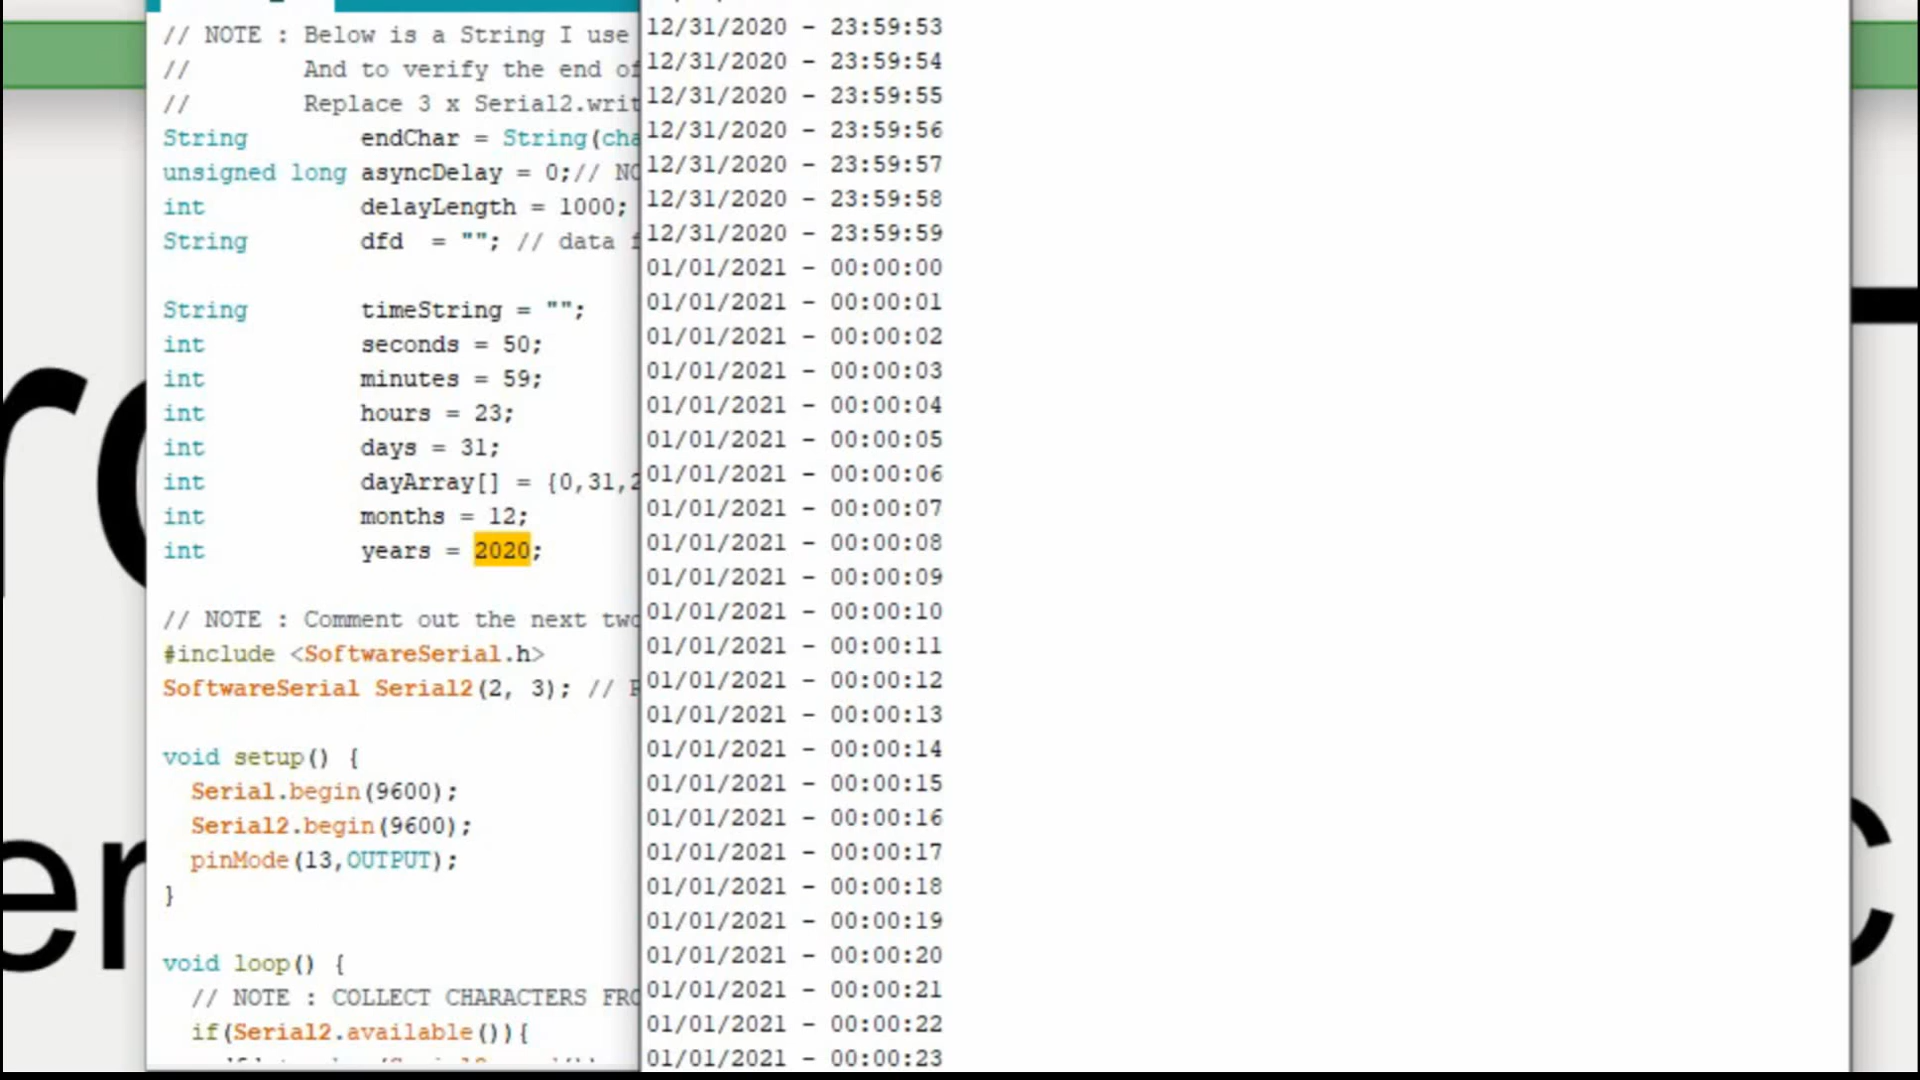 // NOTE : Below is a String I use
// And to verify the end of
// Replace 3 x Serial2.writ
String endChar = String(cha
unsigned long asyncDelay = 0;// NO
int delayLength = 1000;
String dfd = ""; // data f
String timeString = "";
int seconds = 50;
int minutes = 59;
int hours = 23;
int days = 31;
int dayArray[] = {0,31,2
int months = 12;
int years = 2020;
// NOTE : Comment out the next two
#include <SoftwareSerial.h>
SoftwareSerial Serial2(2, 3); // R
void setup() {
Serial.begin(9600);
Serial2.begin(9600);
pinMode(13,OUTPUT);
}
void loop() {
// NOTE : COLLECT CHARACTERS FRO
if(Serial2.available()){
12/31/2020 - 23:59:53
12/31/2020 - 23:59:54
12/31/2020 - 23:59:55
12/31/2020 - 23:59:56
12/31/2020 - 23:59:57
12/31/2020 - 23:59:58
12/31/2020 - 23:59:59
01/01/2021 - 00:00:00
01/01/2021 - 00:00:01
01/01/2021 - 00:00:02
01/01/2021 - 00:00:03
01/01/2021 - 00:00:04
01/01/2021 - 00:00:05
01/01/2021 - 00:00:06
01/01/2021 - 00:00:07
01/01/2021 - 00:00:08
01/01/2021 - 00:00:09
01/01/2021 - 00:00:10
01/01/2021 - 00:00:11
01/01/2021 - 00:00:12
01/01/2021 - 00:00:13
01/01/2021 - 00:00:14
01/01/2021 - 00:00:15
01/01/2021 - 00:00:16
01/01/2021 - 00:00:17
01/01/2021 - 00:00:18
01/01/2021 - 00:00:19
01/01/2021 - 00:00:20
01/01/2021 - 00:00:21
01/01/2021 - 00:00:22
01/01/2021 - 00:00:23